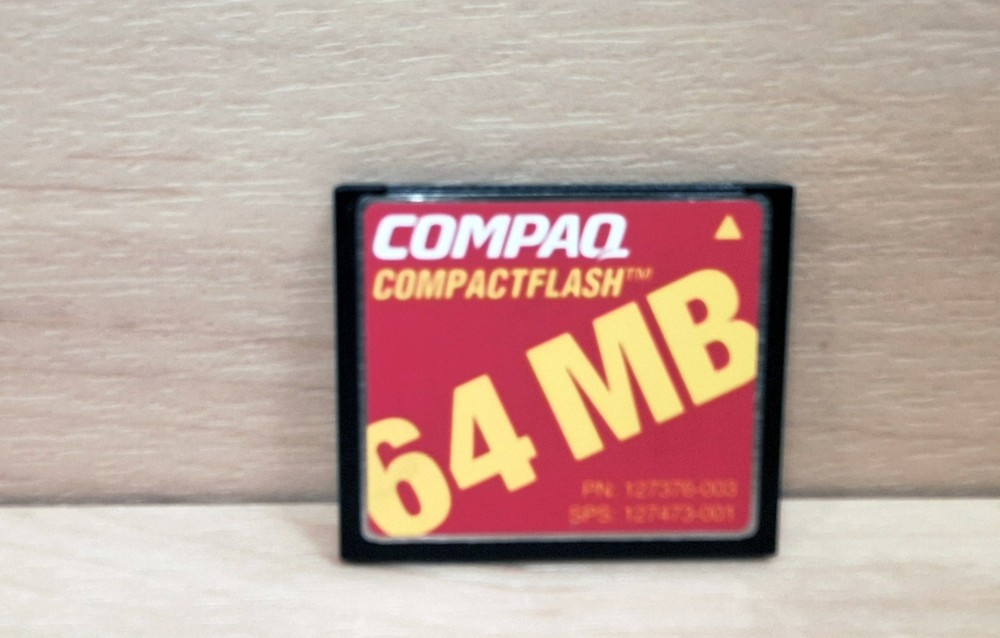 COMPAQ
COMPACTFLASH™
64 MB
PN: 127376-003
SPS: 127473-001